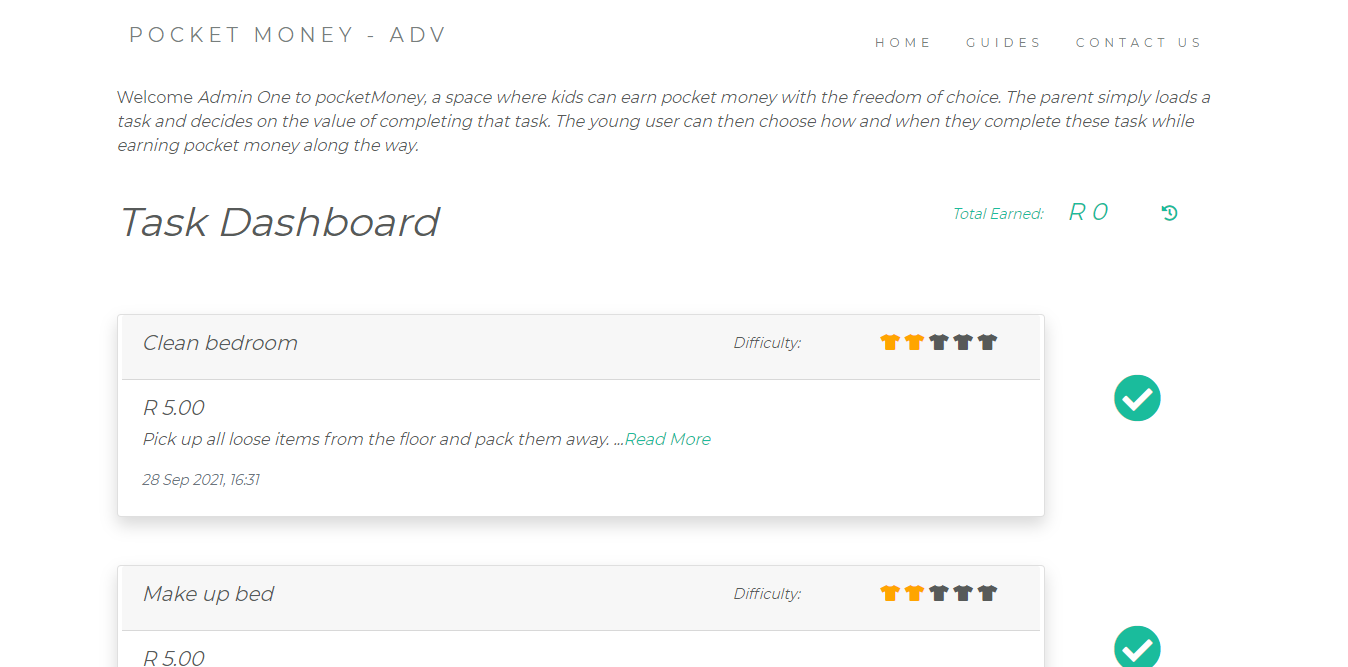 POCKET MONEY - ADV
HOME GUIDES CONTACT US
Welcome Admin One to pocketMoney, a space where kids can earn pocket money with the freedom of choice. The parent simply loads a
task and decides on the value of completing that task. The young user can then choose how and when they complete these task while
earning pocket money along the way.
Task Dashboard
Total Earned: R 0
Clean bedroom
Difficulty:
R 5.00
Pick up all loose items from the floor and pack them away. ...Read More
28 Sep 2021, 16:31
Make up bed
Difficulty:
R 5.00